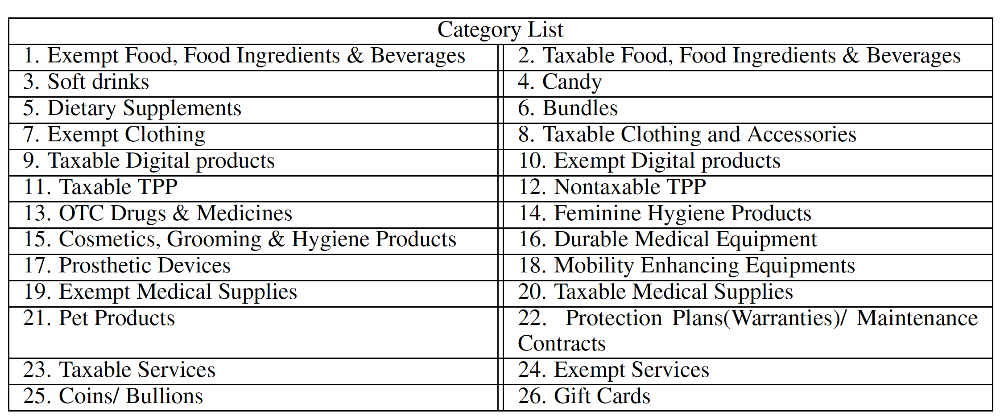 Category List
1. Exempt Food, Food Ingredients & Beverages
2. Taxable Food, Food Ingredients & Beverages
3. Soft drinks
4. Candy
5. Dietary Supplements
6. Bundles
7. Exempt Clothing
8. Taxable Clothing and Accessories
9. Taxable Digital products
10. Exempt Digital products
11. Taxable TPP
12. Nontaxable TPP
13. OTC Drugs & Medicines
14. Feminine Hygiene Products
15. Cosmetics, Grooming & Hygiene Products
16. Durable Medical Equipment
17. Prosthetic Devices
18. Mobility Enhancing Equipments
19. Exempt Medical Supplies
20. Taxable Medical Supplies
21. Pet Products
22. Protection Plans(Warranties)/ Maintenance
Contracts
23. Taxable Services
24. Exempt Services
25. Coins/ Bullions
26. Gift Cards